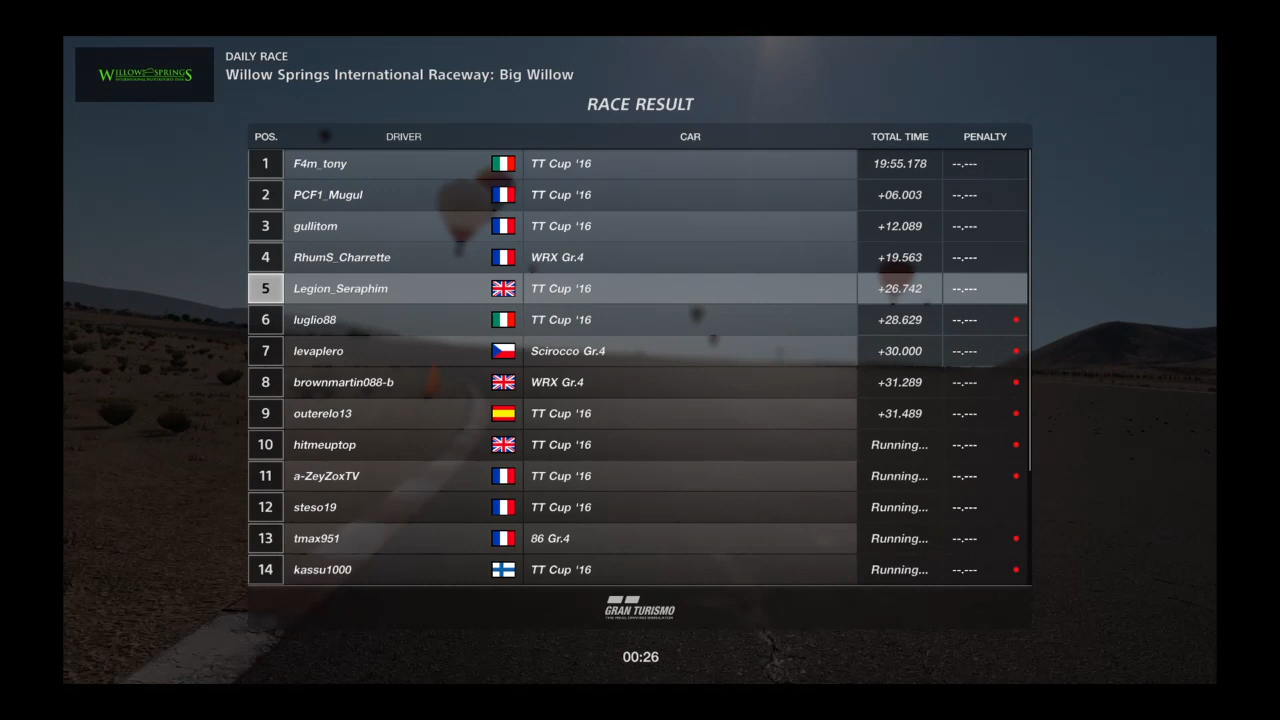 DAILY RACE
WILLOW SPRINGS
Willow Springs International Raceway: Big Willow
RACE RESULT
POS. DRIVER CAR TOTAL TIME PENALTY
1 F4m_tony TT Cup '16 19:55.178 --.---
2 PCF1_Mugul TT Cup '16 +06.003 --.---
3 gullitom TT Cup '16 +12.089 --.---
4 RhumS_Charrette WRX Gr.4 +19.563 --.---
5 Legion_Seraphim TT Cup '16 +26.742 --.---
6 luglio88 TT Cup '16 +28.629 --.---
7 levaplero Scirocco Gr.4 +30.000 --.---
8 brownmartin088-b WRX Gr.4 +31.289 --.---
9 outerelo13 TT Cup '16 +31.489 --.---
10 hitmeuptop TT Cup '16 Running... --.---
11 a-ZeyZoxTV TT Cup '16 Running... --.---
12 steso19 TT Cup '16 Running... --.---
13 tmax951 86 Gr.4 Running... --.---
14 kassu1000 TT Cup '16 Running... --.---
GRAN TURISMO
THE REAL DRIVING SIMULATOR
00:26